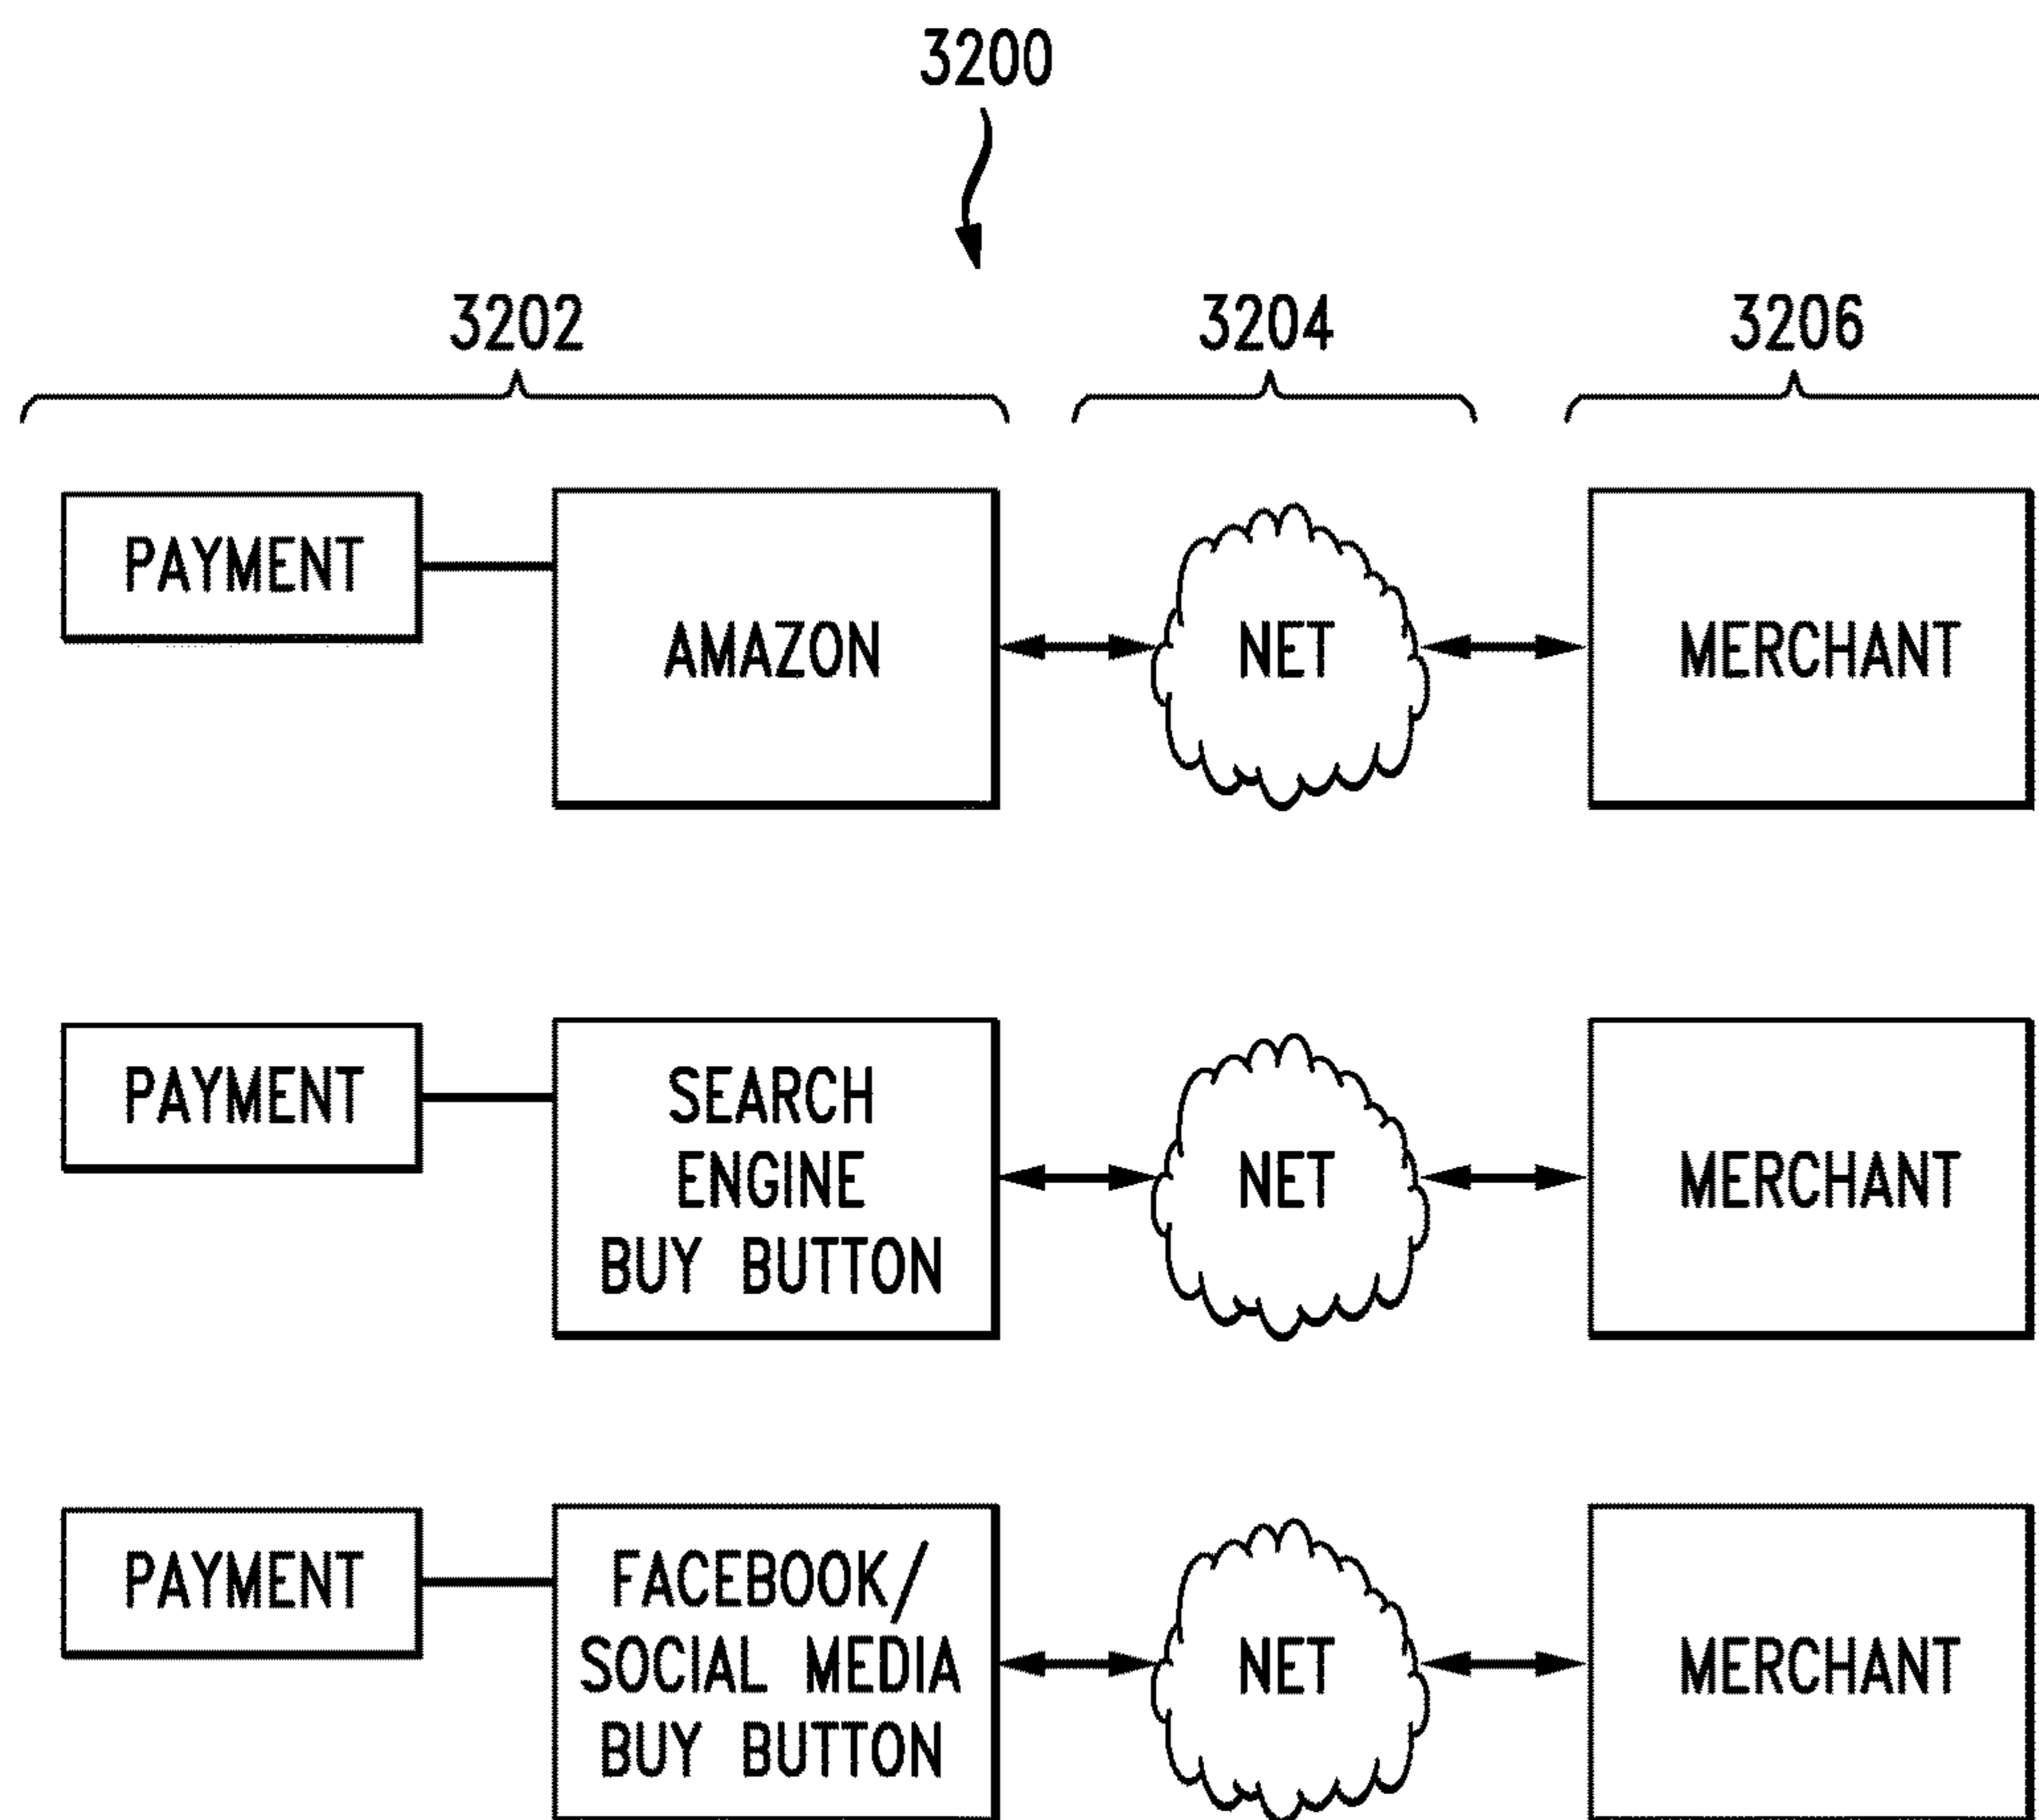 3200
3202
3204
3206
PAYMENT
AMAZON
NET
MERCHANT
PAYMENT
SEARCH
ENGINE
BUY BUTTON
NET
MERCHANT
PAYMENT
FACEBOOK/
SOCIAL MEDIA
BUY BUTTON
NET
MERCHANT